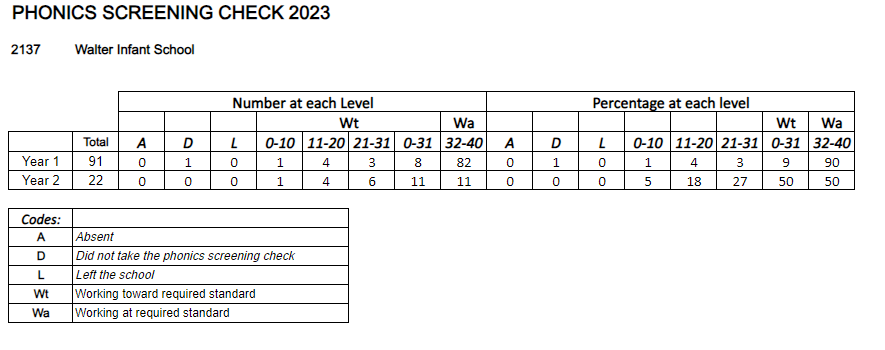 PHONICS SCREENING CHECK 2023
2137 Walter Infant School
Number at each Level Percentage at each level
Wt Wa Wt Wa
Total A D L 0-10 11-20 21-31 0-31 32-40 A D L 0-10 11-20 21-31 0-31 32-40
Year 1 91 0 1 0 1 4 3 8 82 0 1 0 1 4 3 9 90
Year 2 22 0 0 0 1 4 6 11 11 0 0 0 5 18 27 50 50
Codes:
A Absent
D Did not take the phonics screening check
L Left the school
Wt Working toward required standard
Wa Working at required standard